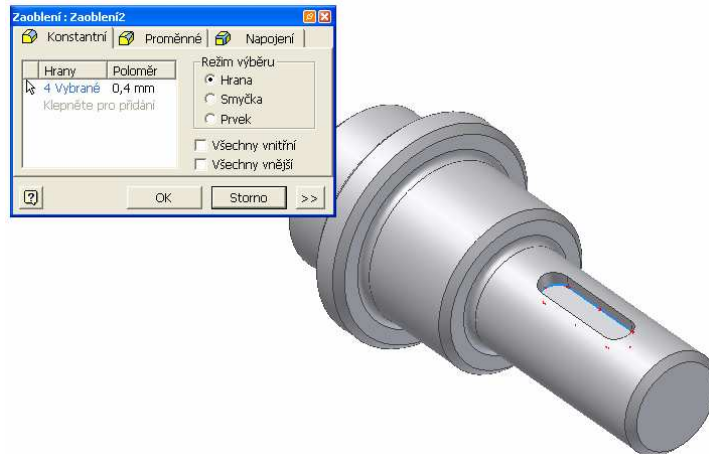 Zaoblení : Zaoblení2
Konstantní Proměnné Napojení
Hrany Poloměr
4 Vybrané 0,4 mm
Klepněte pro přidání
Režim výběru
Hrana
Smyčka
Prvek
Všechny vnitřní
Všechny vnější
OK Storno >>